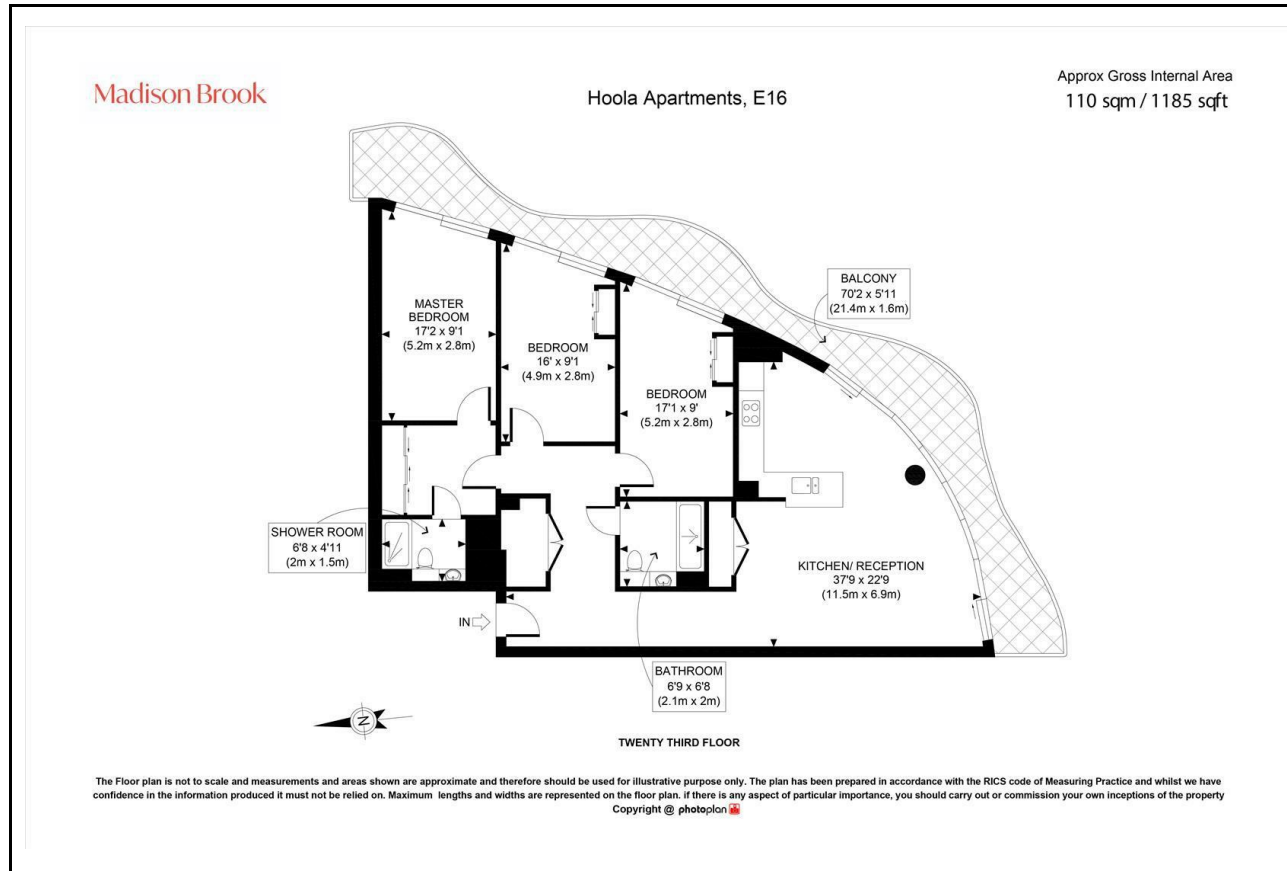 Madison Brook
Hoola Apartments, E16
Approx Gross Internal Area
110 sqm / 1185 sqft
BALCONY
70'2 x 5'11
(21.4m x 1.6m)
MASTER
BEDROOM
17'2 x 9'1
(5.2m x 2.8m)
BEDROOM
16' x 9'1
(4.9m x 2.8m)
BEDROOM
17'1 x 9'
(5.2m x 2.8m)
SHOWER ROOM
6'8 x 4'11
(2m x 1.5m)
KITCHEN/ RECEPTION
37'9 x 22'9
(11.5m x 6.9m)
IN
BATHROOM
6'9 x 6'8
(2.1m x 2m)
N
TWENTY THIRD FLOOR
The Floor plan is not to scale and measurements and areas shown are approximate and therefore should be used for illustrative purpose only. The plan has been prepared in accordance with the RICS code of Measuring Practice and whilst we have
confidence in the information produced it must not be relied on. Maximum lengths and widths are represented on the floor plan. if there is any aspect of particular importance, you should carry out or commission your own inceptions of the property
Copyright @ photoplan